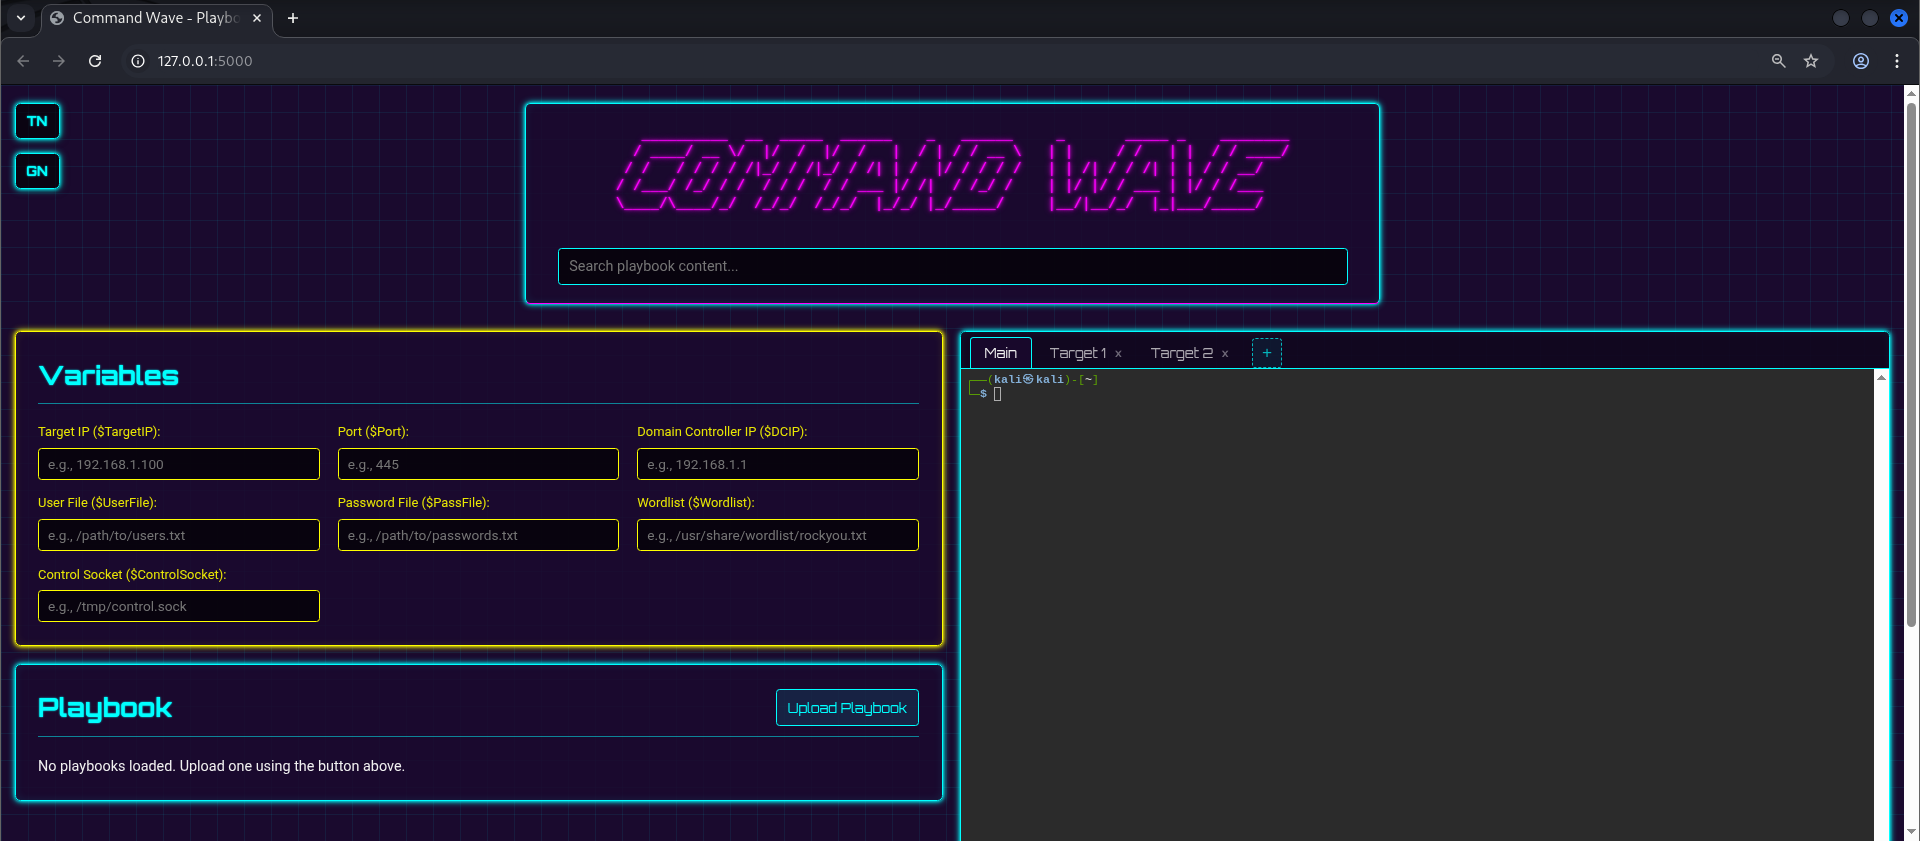 Command Wave - Playbo
127.0.0.1:5000
TN
GN
COMMAND WAVE
Search playbook content...
Variables
Target IP ($TargetIP):
Port ($Port):
Domain Controller IP ($DCIP):
e.g., 192.168.1.100
e.g., 445
e.g., 192.168.1.1
User File ($UserFile):
Password File ($PassFile):
Wordlist ($Wordlist):
e.g., /path/to/users.txt
e.g., /path/to/passwords.txt
e.g., /usr/share/wordlist/rockyou.txt
Control Socket ($ControlSocket):
e.g., /tmp/control.sock
Playbook
Upload Playbook
No playbooks loaded. Upload one using the button above.
Main
Target 1 x
Target 2 x
+
┌──(kali㉿kali)-[~]
└─$